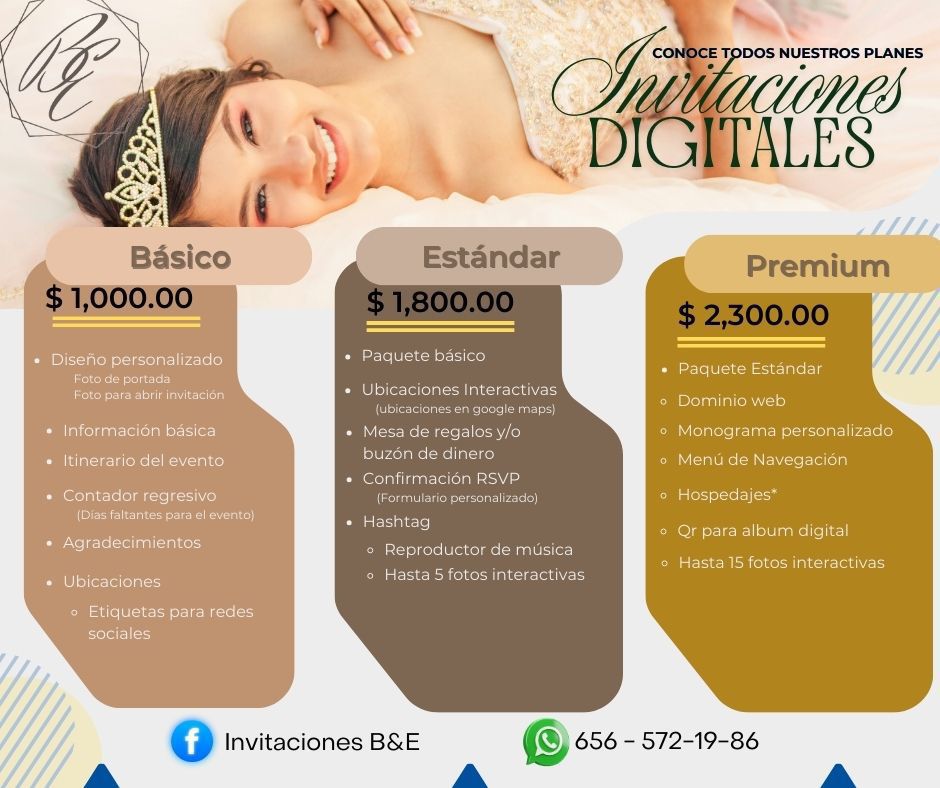 BE
CONOCE TODOS NUESTROS PLANES
Invitaciones
DIGITALES
Básico
$ 1,000.00
Diseño personalizado
Foto de portada
Foto para abrir invitación
Información básica
Itinerario del evento
Contador regresivo
(Días faltantes para el evento)
Agradecimientos
Ubicaciones
Etiquetas para redes
sociales
Estándar
$ 1,800.00
Paquete básico
Ubicaciones Interactivas
(ubicaciones en google maps)
Mesa de regalos y/o
buzón de dinero
Confirmación RSVP
(Formulario personalizado)
Hashtag
Reproductor de música
Hasta 5 fotos interactivas
Premium
$ 2,300.00
Paquete Estándar
Dominio web
Monograma personalizado
Menú de Navegación
Hospedajes*
Qr para album digital
Hasta 15 fotos interactivas
Invitaciones B&E
656 - 572-19-86